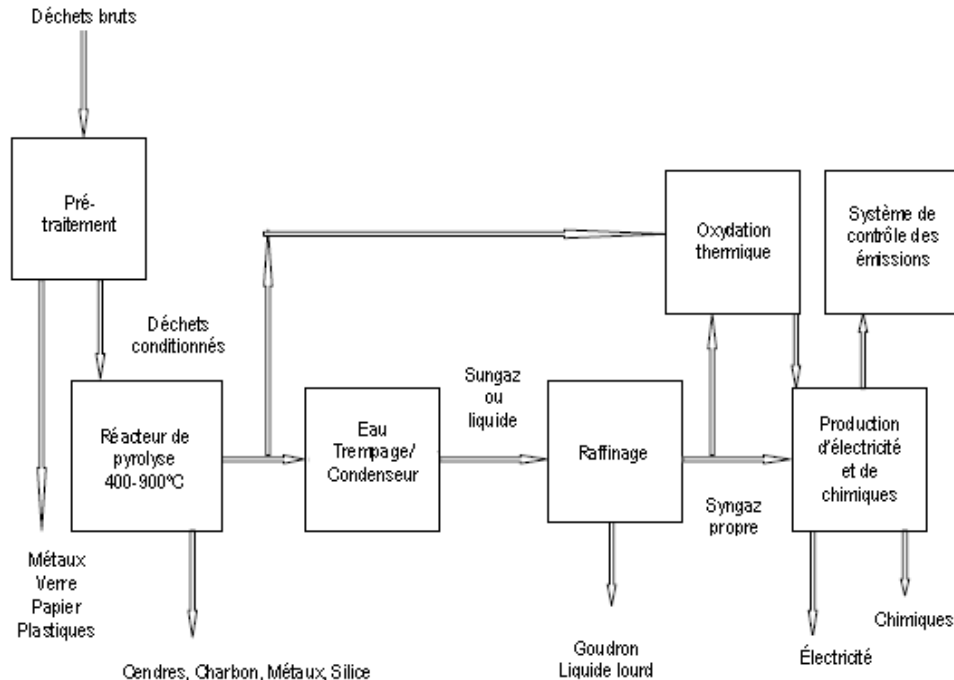 Déchets bruts
Pré-
traitement
Oxydation
thermique
Système de
contrôle des
émissions
Déchets
conditionnés
Réacteur de
pyrolyse
400-900°C
Eau
Trempage/
Condenseur
Sungaz
ou
liquide
Raffinage
Syngaz
propre
Production
d'électricité
et de
chimiques
Métaux
Verre
Papier
Plastiques
Cendres, Charbon, Métaux, Silice
Goudron
Liquide lourd
Électricité
Chimiques